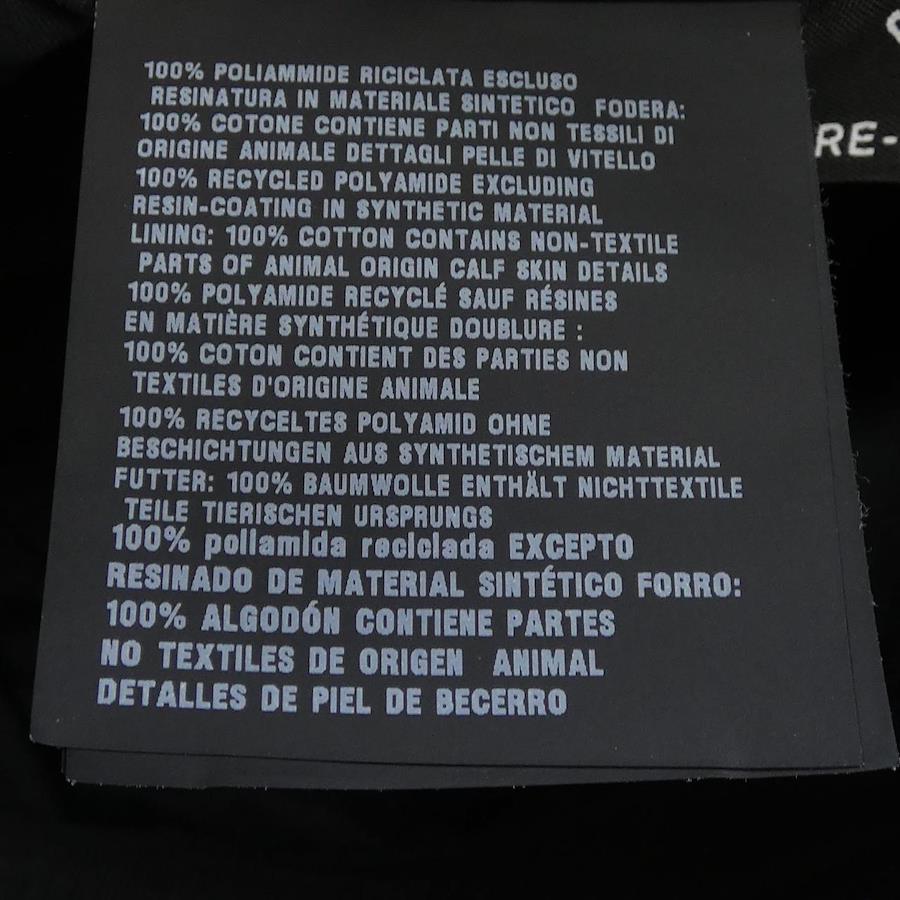 100% POLIAMMIDE RICICLATA ESCLUSO
RESINATURA IN MATERIALE SINTETICO FODERA:
100% COTONE CONTIENE PARTI NON TESSILI DI
ORIGINE ANIMALE DETTAGLI PELLE DI VITELLO
100% RECYCLED POLYAMIDE EXCLUDING
RESIN-COATING IN SYNTHETIC MATERIAL
LINING: 100% COTTON CONTAINS NON-TEXTILE
PARTS OF ANIMAL ORIGIN CALF SKIN DETAILS
100% POLYAMIDE RECYCLÉ SAUF RÉSINES
EN MATIÈRE SYNTHÉTIQUE DOUBLURE :
100% COTON CONTIENT DES PARTIES NON
TEXTILES D'ORIGINE ANIMALE
100% RECYCELTES POLYAMID OHNE
BESCHICHTUNGEN AUS SYNTHETISCHEM MATERIAL
FUTTER: 100% BAUMWOLLE ENTHÄLT NICHTTEXTILE
TEILE TIERISCHEN URSPRUNGS
100% poliamida reciclada EXCEPTO
RESINADO DE MATERIAL SINTÉTICO FORRO:
100% ALGODÓN CONTIENE PARTES
NO TEXTILES DE ORIGEN ANIMAL
DETALLES DE PIEL DE BECERRO
RE-